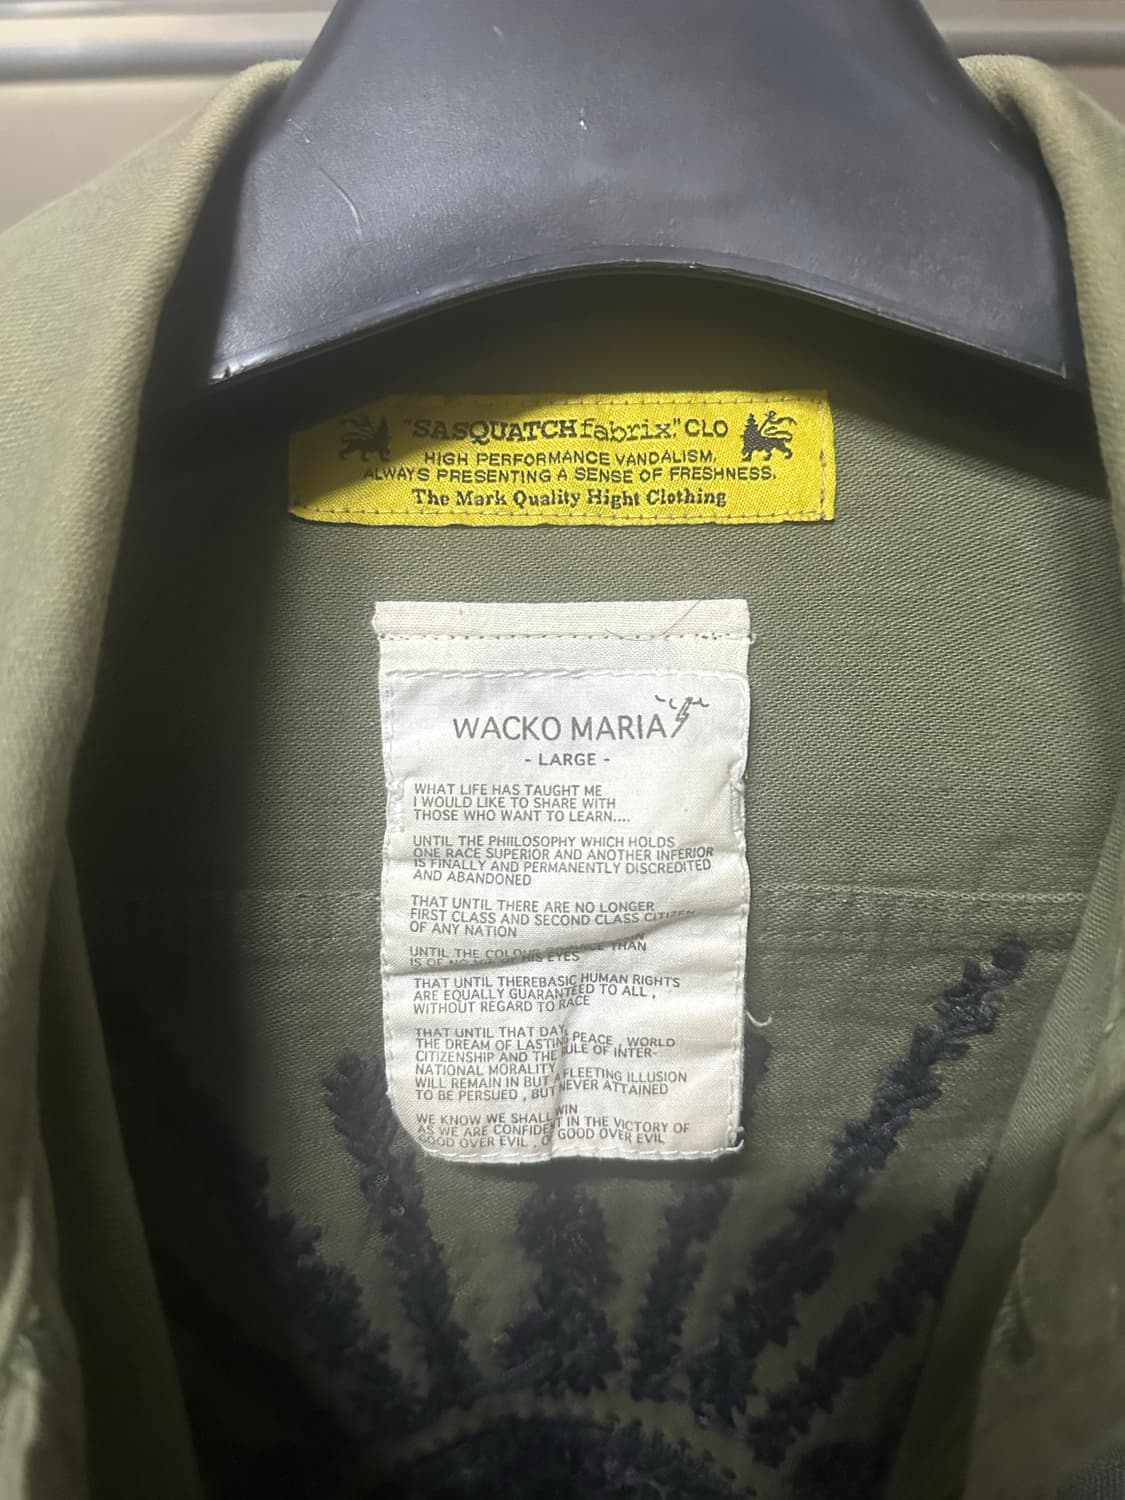 "SASQUATCHfabrix." CLO
HIGH PERFORMANCE VANDALISM,
ALWAYS PRESENTING A SENSE OF FRESHNESS.
The Mark Quality Hight Clothing
WACKO MARIA
- LARGE -
WHAT LIFE HAS TAUGHT ME
I WOULD LIKE TO SHARE WITH
THOSE WHO WANT TO LEARN....
UNTIL THE PHIILOSOPHY WHICH HOLDS
ONE RACE SUPERIOR AND ANOTHER INFERIOR
IS FINALLY AND PERMANENTLY DISCREDITED
AND ABANDONED
THAT UNTIL THERE ARE NO LONGER
FIRST CLASS AND SECOND CLASS CITIZEN
OF ANY NATION
UNTIL THE COLOUR THAN
IS OF HIS EYES
THAT UNTIL THEREBASIC HUMAN RIGHTS
ARE EQUALLY GUARANTEED TO ALL ,
WITHOUT REGARD TO RACE
THAT UNTIL THAT DAY,
THE DREAM OF LASTING PEACE , WORLD
CITIZENSHIP AND THE RULE OF INTER-
NATIONAL MORALITY
WILL REMAIN IN BUT A FLEETING ILLUSION
TO BE PERSUED , BUT NEVER ATTAINED
WE KNOW WE SHALL WIN
AS WE ARE CONFIDENT IN THE VICTORY OF
GOOD OVER EVIL , OF GOOD OVER EVIL